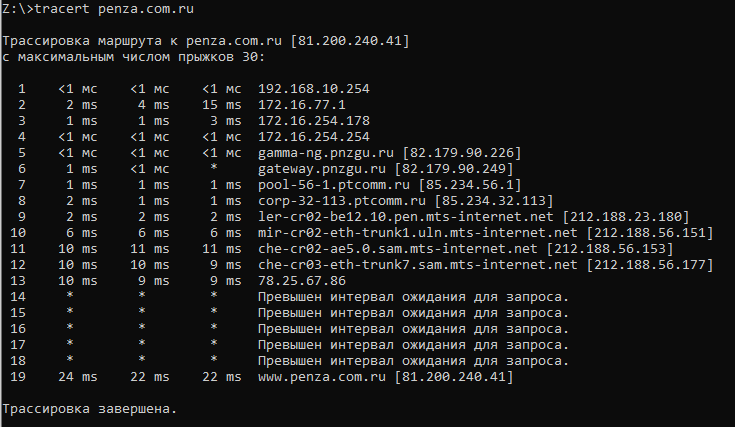 Z:\>tracert penza.com.ru
Трассировка маршрута к penza.com.ru [81.200.240.41]
с максимальным числом прыжков 30:
1 <1 мс <1 мс <1 мс 192.168.10.254
2 2 ms 4 ms 15 ms 172.16.77.1
3 1 ms 1 ms 3 ms 172.16.254.178
4 <1 мс <1 мс <1 мс 172.16.254.254
5 <1 мс <1 мс <1 мс gamma-ng.pnzgu.ru [82.179.90.226]
6 1 ms <1 мс * gateway.pnzgu.ru [82.179.90.249]
7 1 ms 1 ms 1 ms pool-56-1.ptcomm.ru [85.234.56.1]
8 2 ms 1 ms 1 ms corp-32-113.ptcomm.ru [85.234.32.113]
9 2 ms 2 ms 2 ms ler-cr02-be12.10.pen.mts-internet.net [212.188.23.180]
10 6 ms 6 ms 6 ms mir-cr02-eth-trunk1.uln.mts-internet.net [212.188.56.151]
11 10 ms 11 ms 11 ms che-cr02-ae5.0.sam.mts-internet.net [212.188.56.153]
12 10 ms 10 ms 9 ms che-cr03-eth-trunk7.sam.mts-internet.net [212.188.56.177]
13 10 ms 9 ms 9 ms 78.25.67.86
14 * * * Превышен интервал ожидания для запроса.
15 * * * Превышен интервал ожидания для запроса.
16 * * * Превышен интервал ожидания для запроса.
17 * * * Превышен интервал ожидания для запроса.
18 * * * Превышен интервал ожидания для запроса.
19 24 ms 22 ms 22 ms www.penza.com.ru [81.200.240.41]
Трассировка завершена.